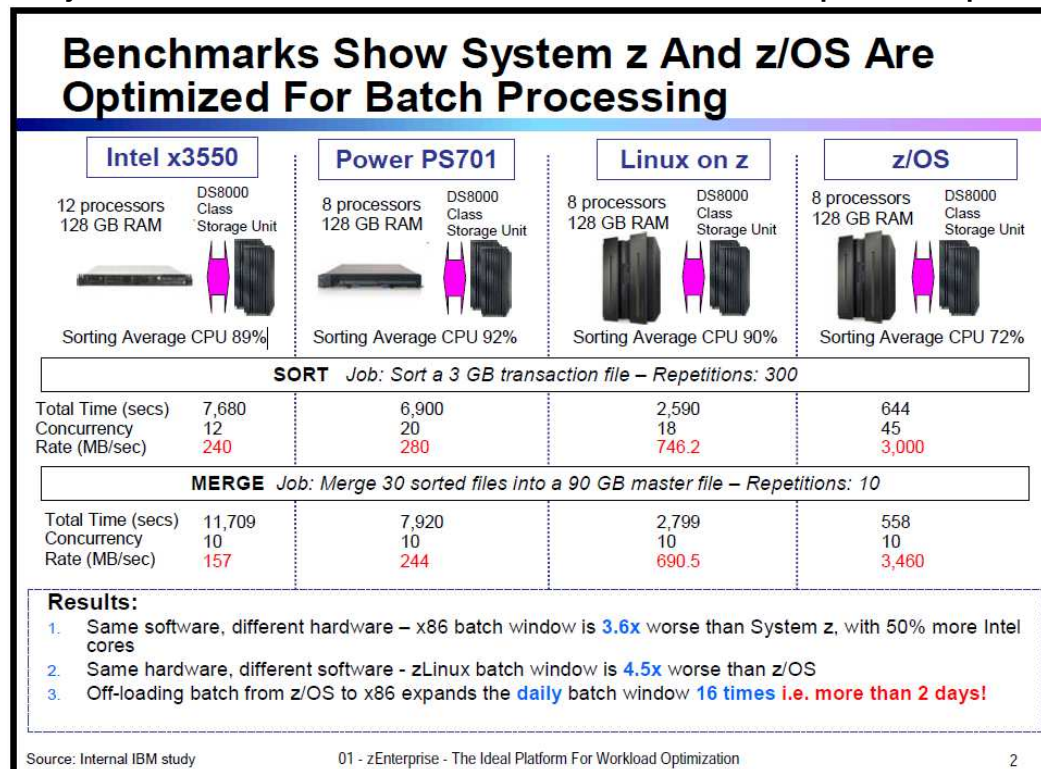 Benchmarks Show System z And z/OS Are
Optimized For Batch Processing
Intel x3550
Power PS701
Linux on z
z/OS
12 processors
128 GB RAM
DS8000
Class
Storage Unit
8 processors
128 GB RAM
DS8000
Class
Storage Unit
8 processors
128 GB RAM
DS8000
Class
Storage Unit
8 processors
128 GB RAM
DS8000
Class
Storage Unit
Sorting Average CPU 89%
Sorting Average CPU 92%
Sorting Average CPU 90%
Sorting Average CPU 72%
SORT Job: Sort a 3 GB transaction file – Repetitions: 300
Total Time (secs) 7,680 6,900 2,590 644
Concurrency 12 20 18 45
Rate (MB/sec) 240 280 746.2 3,000
MERGE Job: Merge 30 sorted files into a 90 GB master file – Repetitions: 10
Total Time (secs) 11,709 7,920 2,799 558
Concurrency 10 10 10 10
Rate (MB/sec) 157 244 690.5 3,460
Results:
1. Same software, different hardware – x86 batch window is 3.6x worse than System z, with 50% more Intel
cores
2. Same hardware, different software - zLinux batch window is 4.5x worse than z/OS
3. Off-loading batch from z/OS to x86 expands the daily batch window 16 times i.e. more than 2 days!
Source: Internal IBM study 01 - zEnterprise - The Ideal Platform For Workload Optimization 2